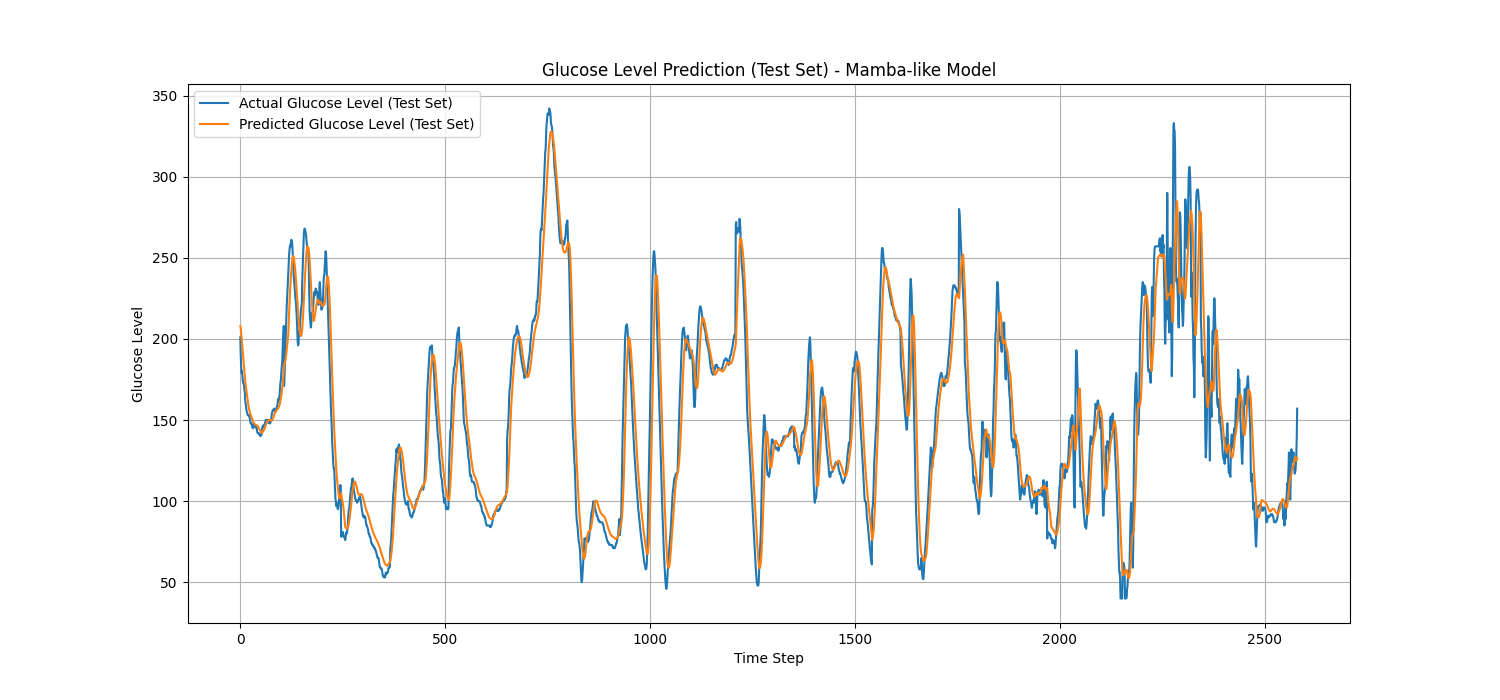 Glucose Level Prediction (Test Set) - Mamba-like Model
Actual Glucose Level (Test Set)
Predicted Glucose Level (Test Set)
350
300
250
200
150
100
50
Glucose Level
0
500
1000
1500
2000
2500
Time Step